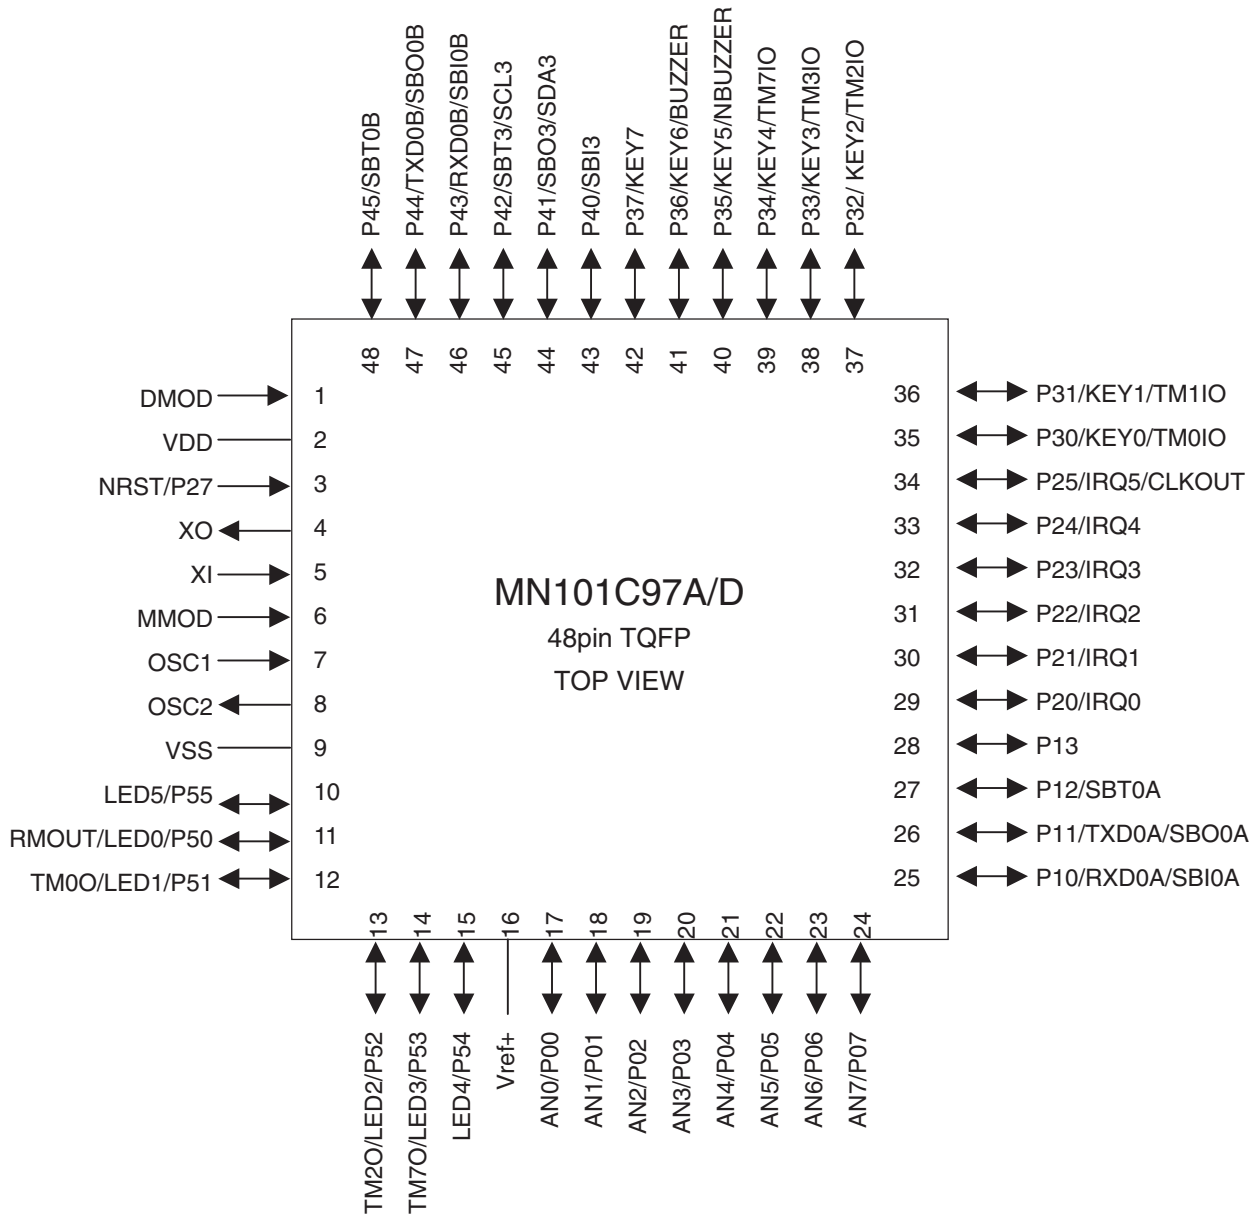 P45/SBT0B
P44/TXD0B/SBO0B
P43/RXD0B/SBI0B
P42/SBT3/SCL3
P41/SBO3/SDA3
P40/SBI3
P37/KEY7
P36/KEY6/BUZZER
P35/KEY5/NBUZZER
P34/KEY4/TM7IO
P33/KEY3/TM3IO
P32/ KEY2/TM2IO
48
47
46
45
44
43
42
41
40
39
38
37
DMOD
1
VDD
2
NRST/P27
3
XO
4
XI
5
MMOD
6
OSC1
7
OSC2
8
VSS
9
LED5/P55
10
RMOUT/LED0/P50
11
TM0O/LED1/P51
12
MN101C97A/D
48pin TQFP
TOP VIEW
36
P31/KEY1/TM1IO
35
P30/KEY0/TM0IO
34
P25/IRQ5/CLKOUT
33
P24/IRQ4
32
P23/IRQ3
31
P22/IRQ2
30
P21/IRQ1
29
P20/IRQ0
28
P13
27
P12/SBT0A
26
P11/TXD0A/SBO0A
25
P10/RXD0A/SBI0A
13
14
15
16
17
18
19
20
21
22
23
24
TM2O/LED2/P52
TM7O/LED3/P53
LED4/P54
Vref+
AN0/P00
AN1/P01
AN2/P02
AN3/P03
AN4/P04
AN5/P05
AN6/P06
AN7/P07